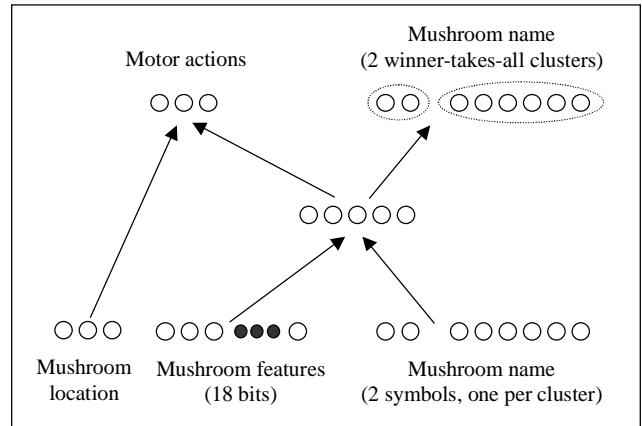 Mushroom name
(2 winner-takes-all clusters)
Motor actions
Mushroom
location
Mushroom features
(18 bits)
Mushroom name
(2 symbols, one per cluster)